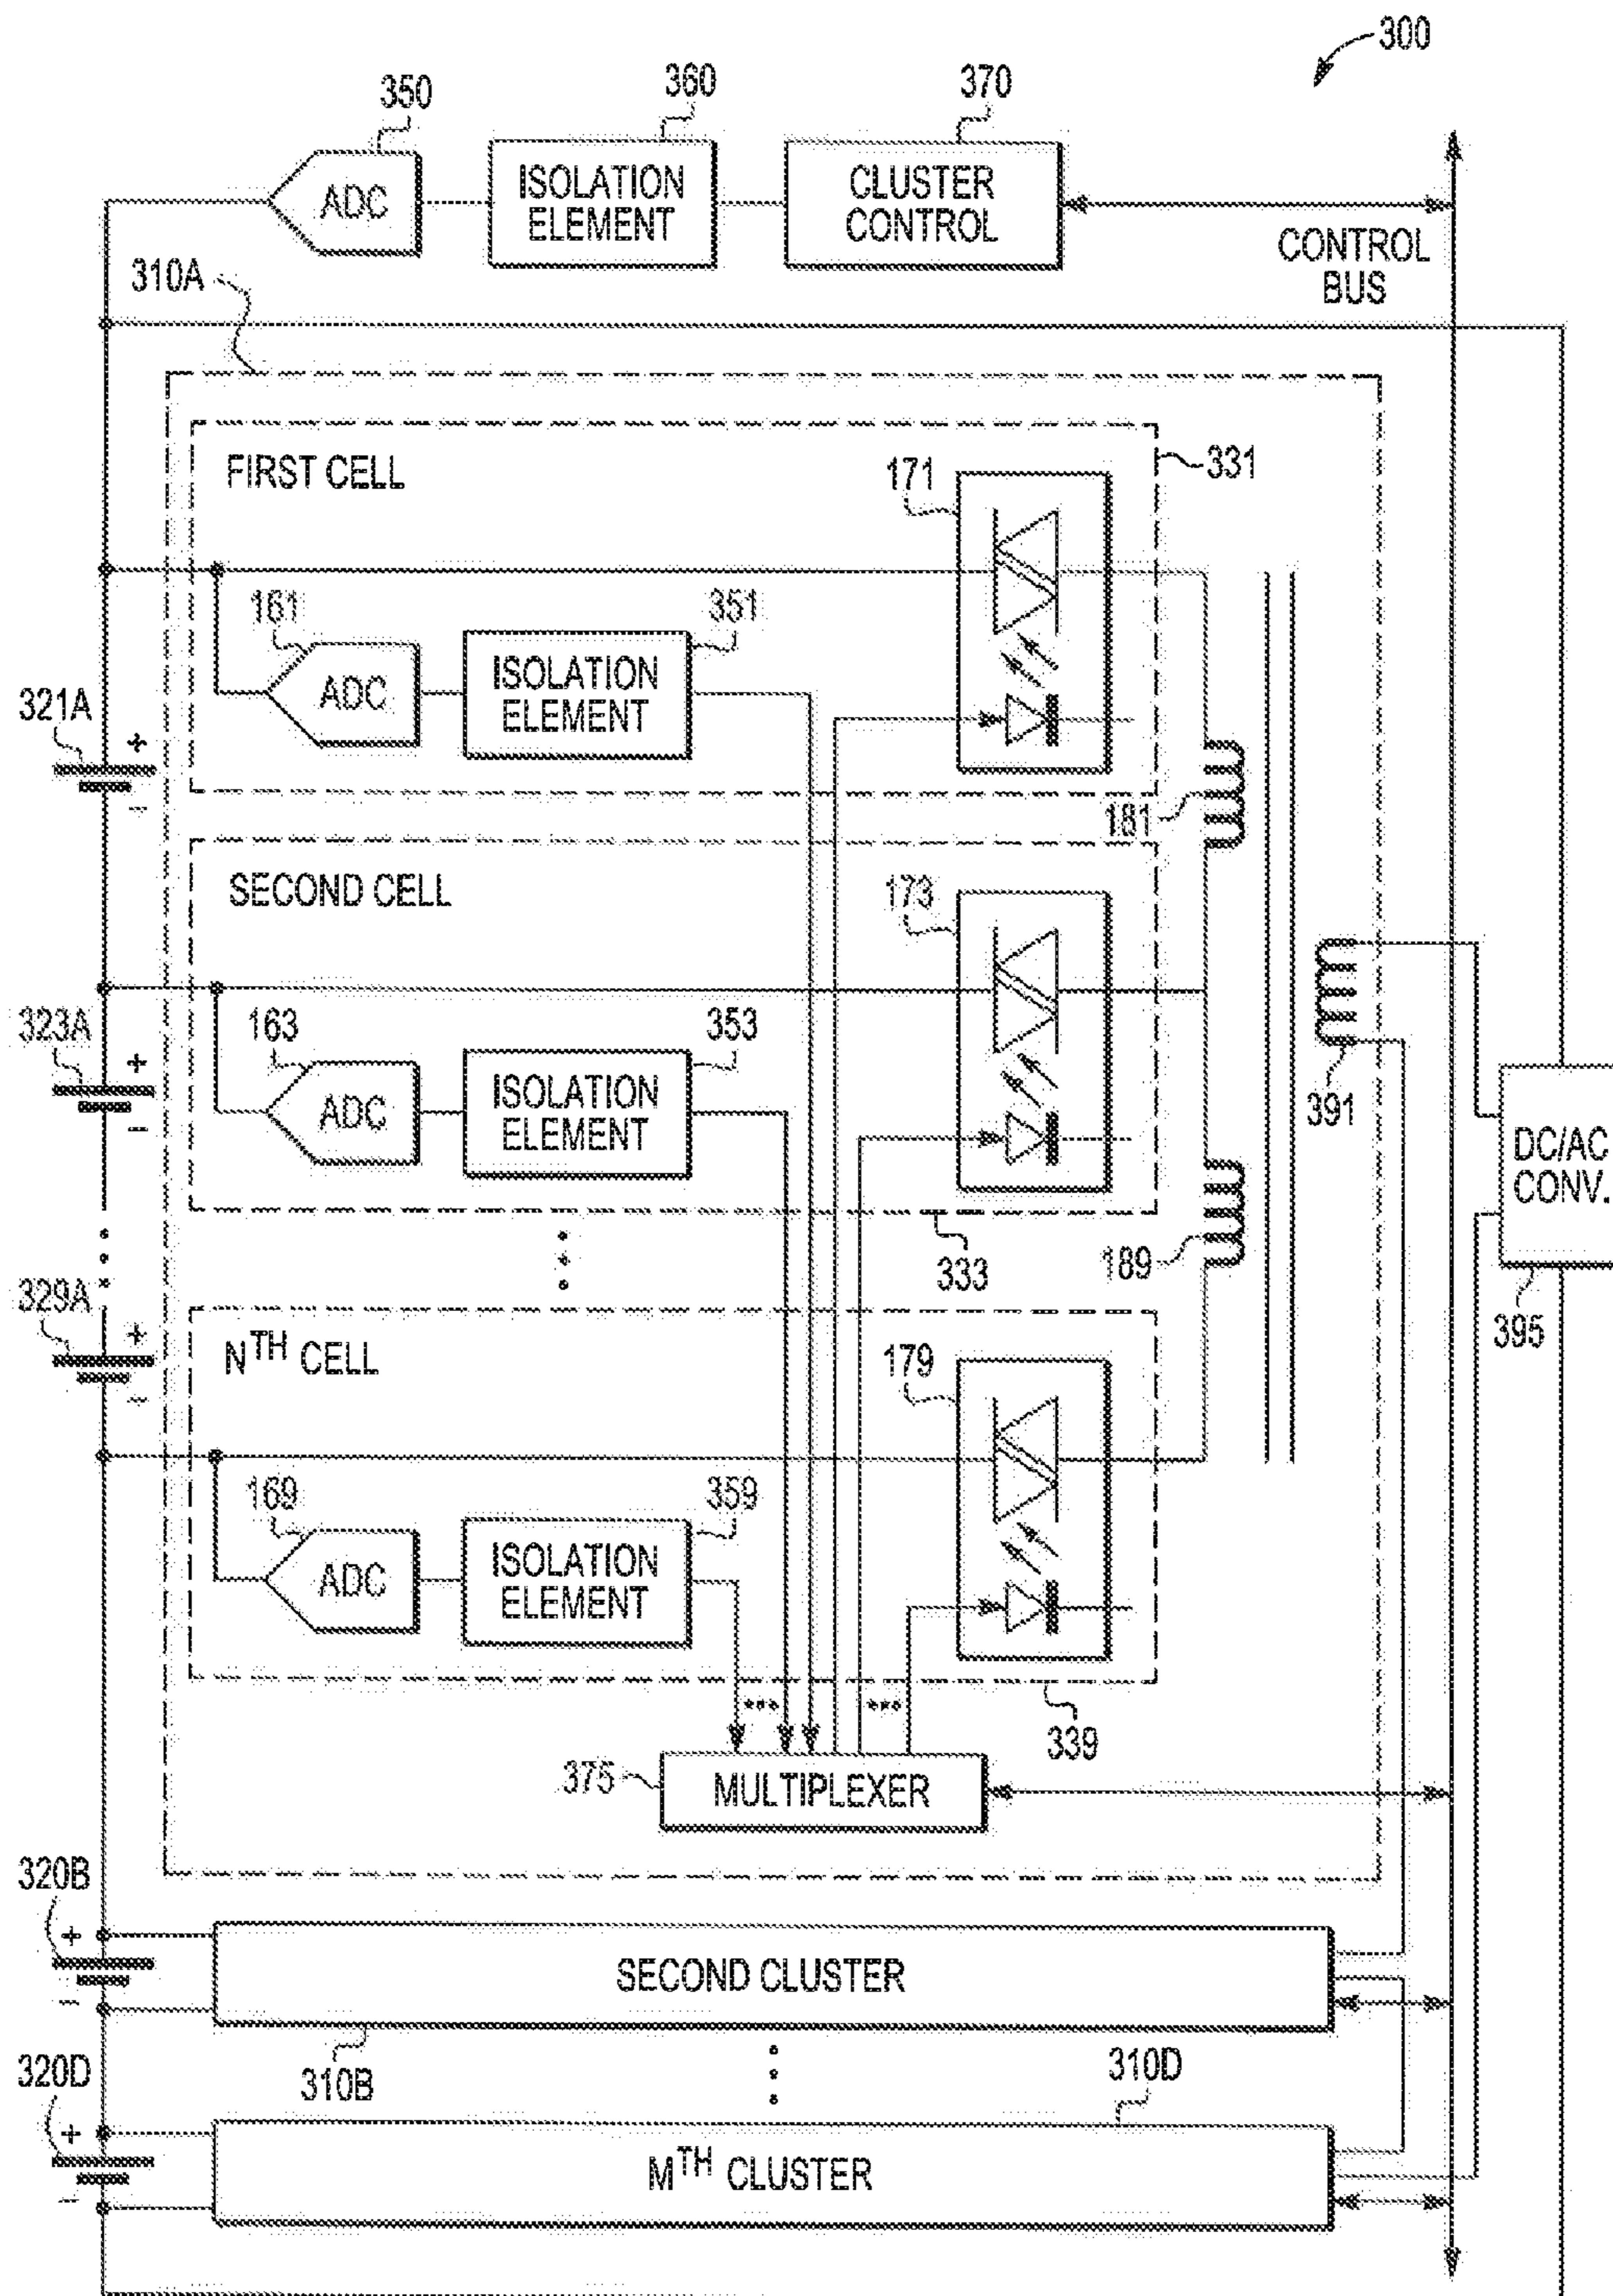 300
350
360
370
ADC
ISOLATION
ELEMENT
CLUSTER
CONTROL
CONTROL
BUS
310A
FIRST CELL
171
331
161
351
ADC
ISOLATION
ELEMENT
321A
+
−
181
SECOND CELL
173
323A
+
−
163
353
ADC
ISOLATION
ELEMENT
391
DC/AC
CONV.
333
189
329A
+
−
395
NTH CELL
179
169
359
ADC
ISOLATION
ELEMENT
339
375
MULTIPLEXER
320B
+
−
SECOND CLUSTER
310B
310D
320D
+
−
MTH CLUSTER